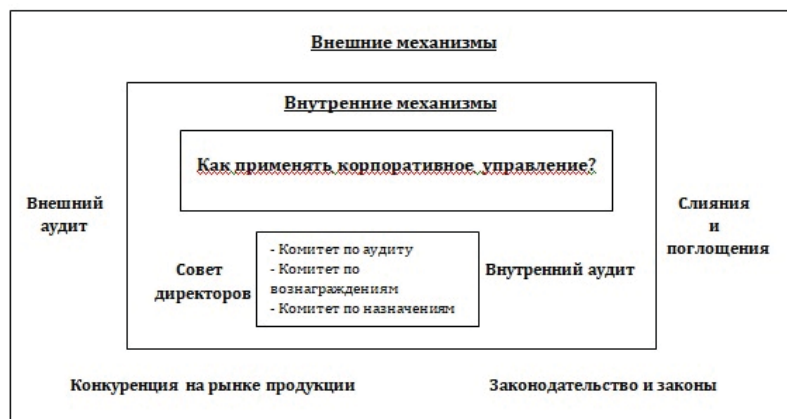 Внешние механизмы
Внутренние механизмы
Как применять корпоративное управление?
Внешний
аудит
Слияния
и
поглощения
Совет
директоров
- Комитет по аудиту
- Комитет по
вознаграждениям
- Комитет по назначениям
Внутренний аудит
Конкуренция на рынке продукции
Законодательство и законы